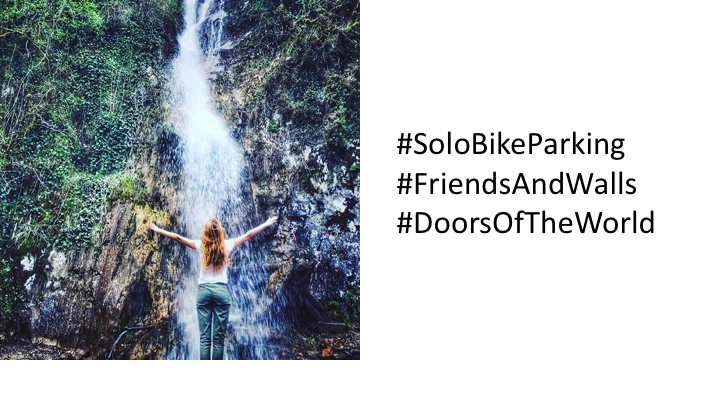 #SoloBikeParking
#FriendsAndWalls
#DoorsOfTheWorld